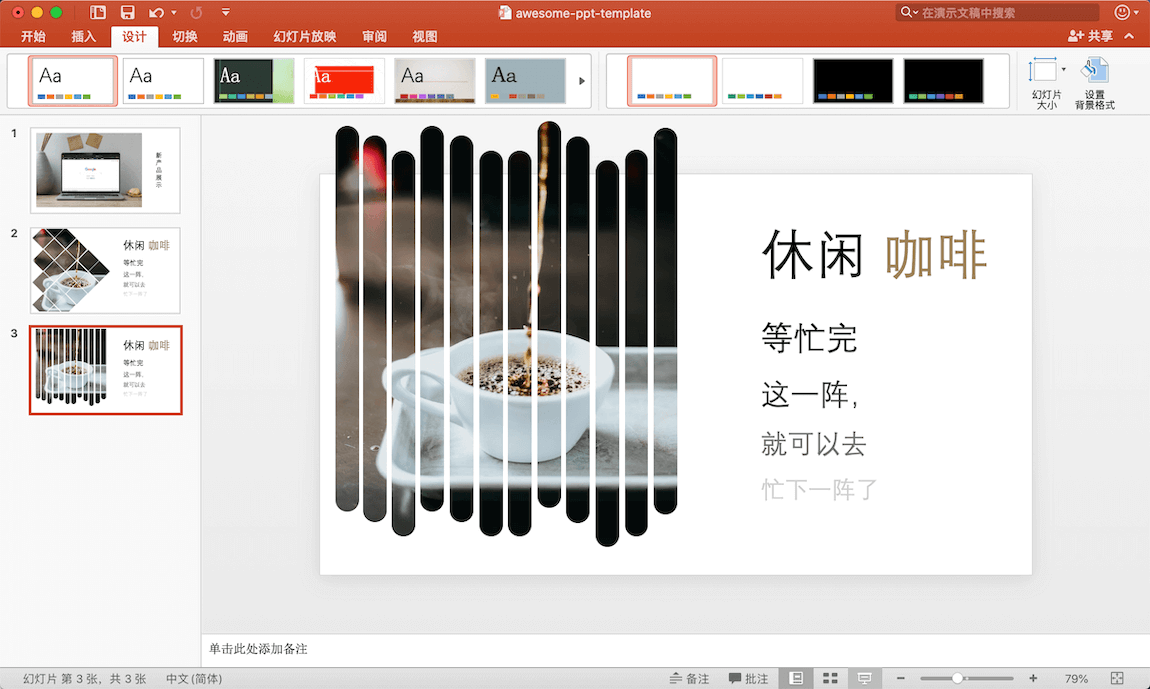 awesome-ppt-template
在演示文稿中搜索
开始 插入 设计 切换 动画 幻灯片放映 审阅 视图
共享
Aa Aa Aa Aa Aa Aa
幻灯片
大小
设置
背景格式
1
新产品展示
2
休闲 咖啡
等忙完
这一阵,
就可以去
忙下一阵了
3
休闲 咖啡
等忙完
这一阵,
就可以去
忙下一阵了
休闲 咖啡
等忙完
这一阵,
就可以去
忙下一阵了
单击此处添加备注
幻灯片 第 3 张，共 3 张 中文 (简体) 备注 批注 79%